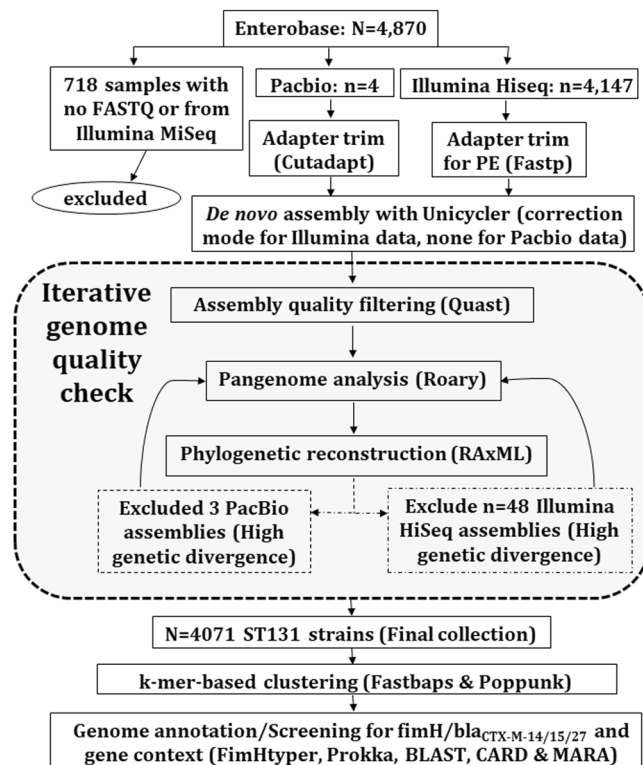 Enterobase: N=4,870
718 samples with
no FASTQ or from
Illumina MiSeq
Pacbio: n=4
Illumina Hiseq: n=4,147
Adapter trim
(Cutadapt)
Adapter trim
for PE (Fastp)
excluded
De novo assembly with Unicycler (correction
mode for Illumina data, none for Pacbio data)
Iterative
genome
quality
check
Assembly quality filtering (Quast)
Pangenome analysis (Roary)
Phylogenetic reconstruction (RAxML)
Excluded 3 PacBio
assemblies (High
genetic divergence)
Exclude n=48 Illumina
HiSeq assemblies (High
genetic divergence)
N=4071 ST131 strains (Final collection)
k-mer-based clustering (Fastbaps & Poppunk)
Genome annotation/Screening for fimH/blaCTX-M-14/15/27 and
gene context (FimHtyper, Prokka, BLAST, CARD & MARA)